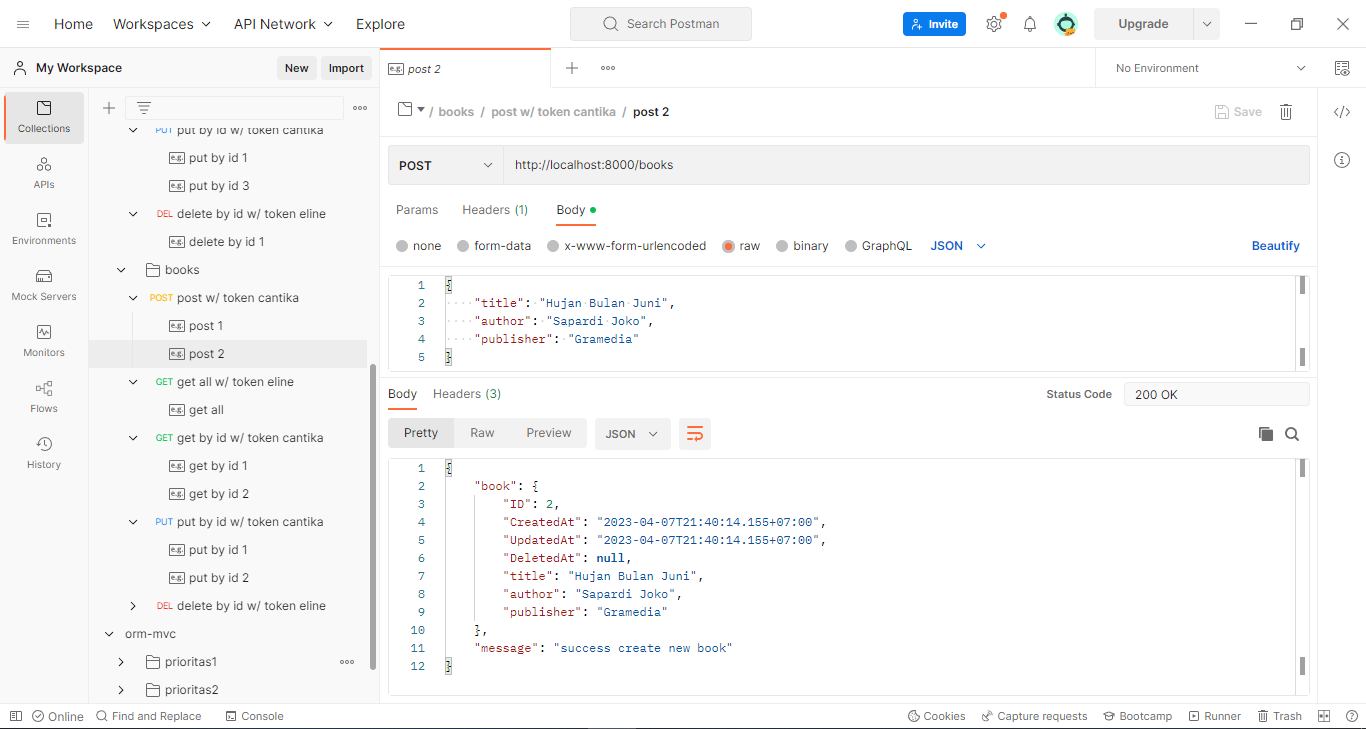 Home Workspaces API Network Explore Search Postman Invite Upgrade
My Workspace New Import
e.g. post 2 No Environment
Collections
APIs
Environments
Mock Servers
Monitors
Flows
History
PUT put by id w/ token cantika
e.g. put by id 1
e.g. put by id 3
DEL delete by id w/ token eline
e.g. delete by id 1
books
POST post w/ token cantika
e.g. post 1
e.g. post 2
GET get all w/ token eline
e.g. get all
GET get by id w/ token cantika
e.g. get by id 1
e.g. get by id 2
PUT put by id w/ token cantika
e.g. put by id 1
e.g. put by id 2
DEL delete by id w/ token eline
orm-mvc
prioritas1
prioritas2
/ books / post w/ token cantika / post 2 Save
POST http://localhost:8000/books
Params Headers (1) Body
none form-data x-www-form-urlencoded raw binary GraphQL JSON Beautify
1 {
2 "title": "Hujan Bulan Juni",
3 "author": "Sapardi Joko",
4 "publisher": "Gramedia"
5 }
Body Headers (3) Status Code 200 OK
Pretty Raw Preview JSON
1 {
2 "book": {
3 "ID": 2,
4 "CreatedAt": "2023-04-07T21:40:14.155+07:00",
5 "UpdatedAt": "2023-04-07T21:40:14.155+07:00",
6 "DeletedAt": null,
7 "title": "Hujan Bulan Juni",
8 "author": "Sapardi Joko",
9 "publisher": "Gramedia"
10 },
11 "message": "success create new book"
12 }
Online Find and Replace Console Cookies Capture requests Bootcamp Runner Trash